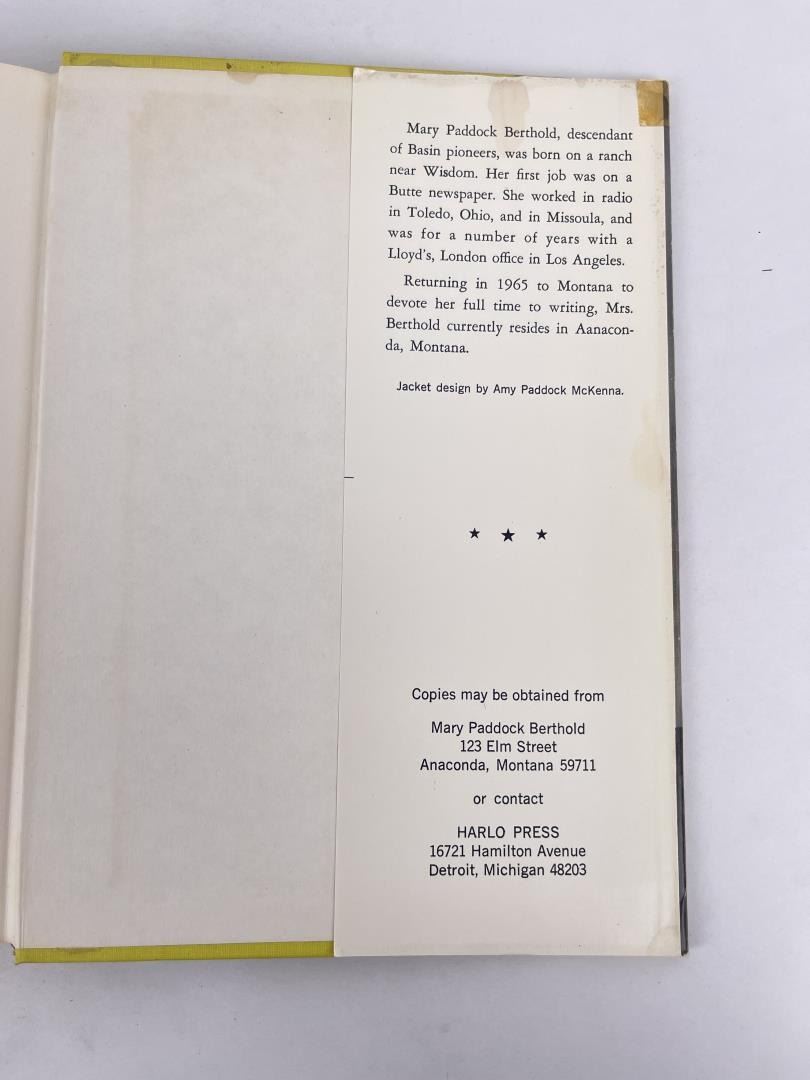 Mary Paddock Berthold, descendant
of Basin pioneers, was born on a ranch
near Wisdom. Her first job was on a
Butte newspaper. She worked in radio
in Toledo, Ohio, and in Missoula, and
was for a number of years with a
Lloyd's, London office in Los Angeles.
Returning in 1965 to Montana to
devote her full time to writing, Mrs.
Berthold currently resides in Aanacon-
da, Montana.
Jacket design by Amy Paddock McKenna.
★ ★ ★
Copies may be obtained from
Mary Paddock Berthold
123 Elm Street
Anaconda, Montana 59711
or contact
HARLO PRESS
16721 Hamilton Avenue
Detroit, Michigan 48203